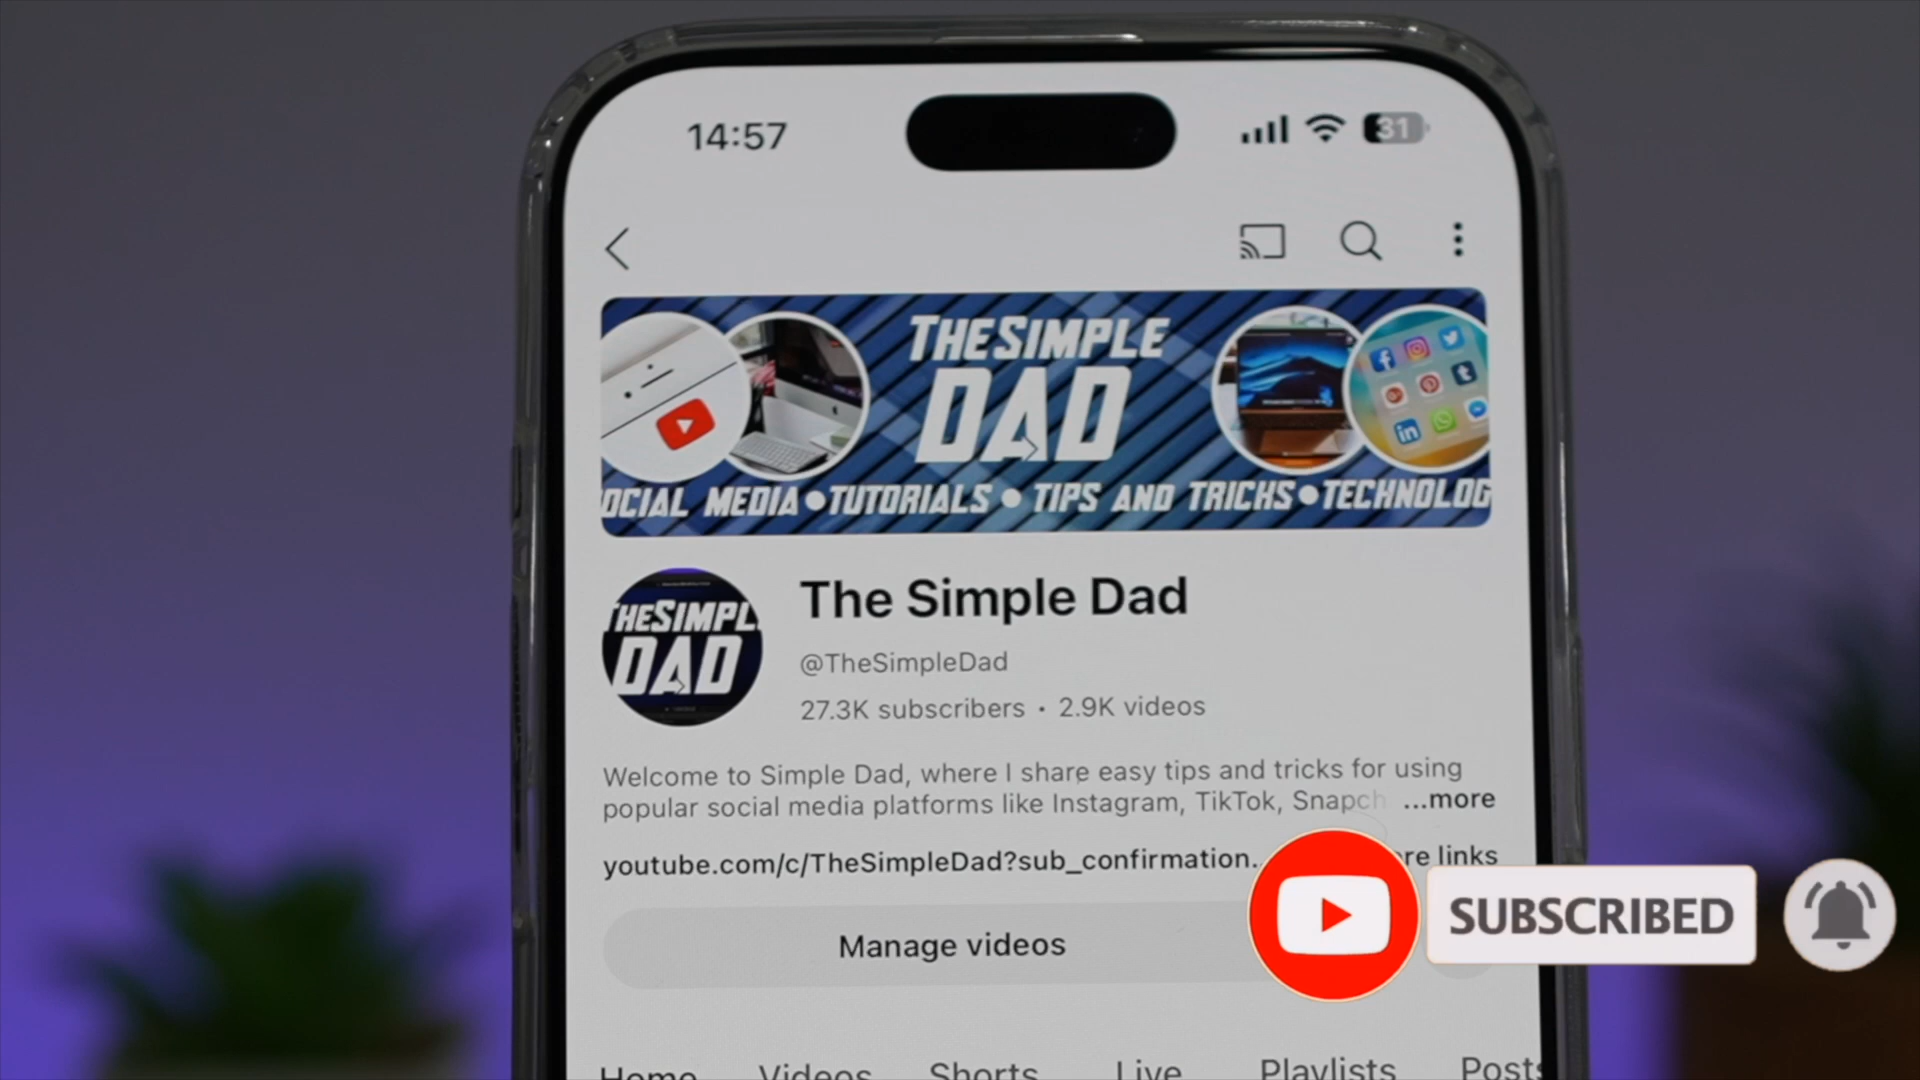 14:57
31
THESIMPLE
DAD
OCIAL MEDIA●TUTORIALS ● TIPS AND TRICKS●TECHNOLOG
THESIMPL
DAD
The Simple Dad
@TheSimpleDad
27.3K subscribers • 2.9K videos
Welcome to Simple Dad, where I share easy tips and tricks for using
popular social media platforms like Instagram, TikTok, Snapch ...more
youtube.com/c/TheSimpleDad?sub_confirmation.. re links
SUBSCRIBED
Manage videos
Home Videos Shorts Live Playlists Posts